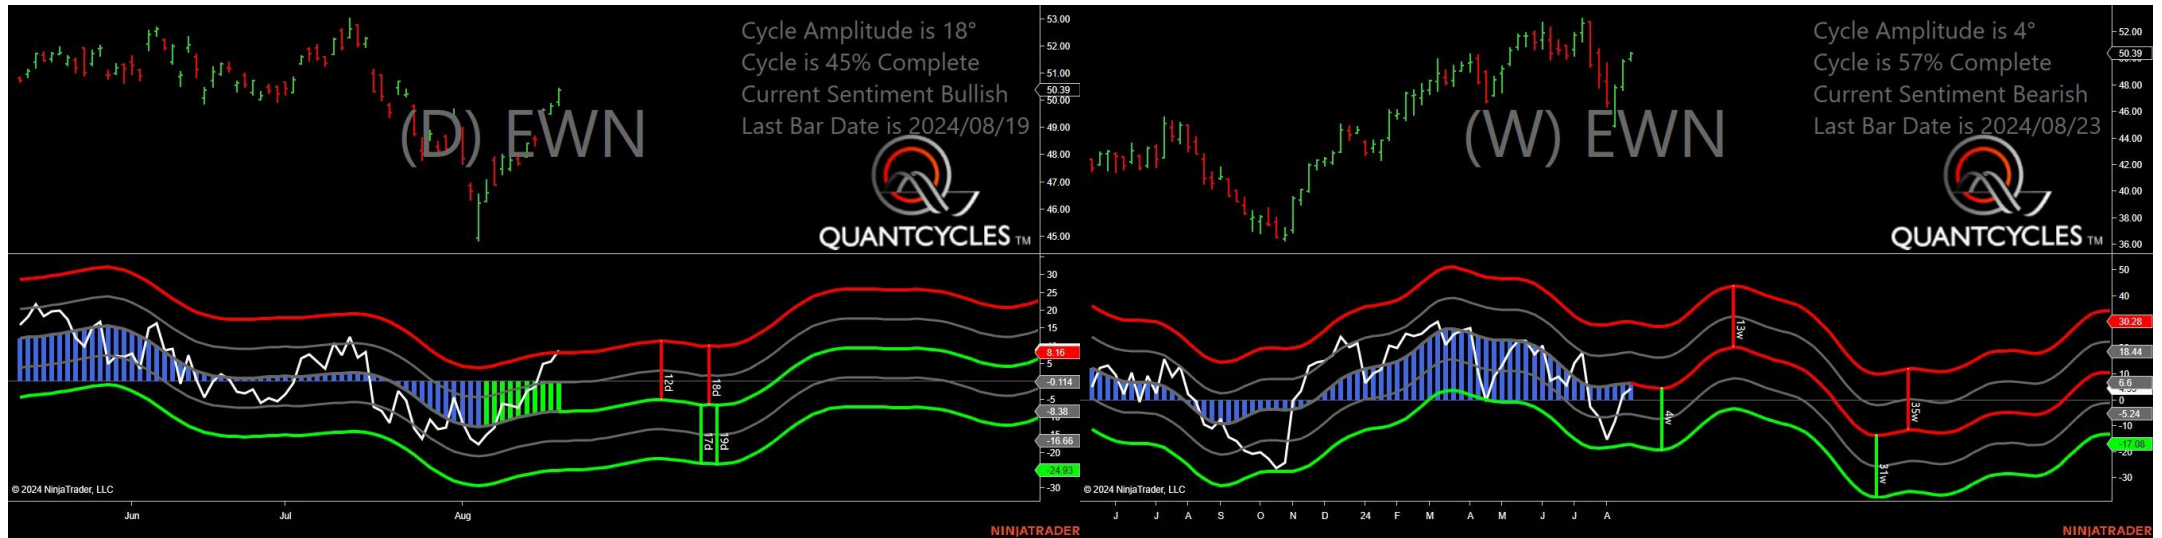 Cycle Amplitude is 18°
Cycle is 45% Complete
Current Sentiment Bullish
Last Bar Date is 2024/08/19
(D) EWN
QUANTCYCLES TM
53.00
52.00
51.00
50.39
50.00
49.00
48.00
47.00
46.00
45.00
30
25
20
15
8.16
5
-0.114
-5
-8.38
-16.66
-20
-24.93
-30
12d
18d
17d
19d
© 2024 NinjaTrader, LLC
Jun
Jul
Aug
NINJATRADER
Cycle Amplitude is 4°
Cycle is 57% Complete
Current Sentiment Bearish
Last Bar Date is 2024/08/23
(W) EWN
QUANTCYCLES TM
52.00
50.39
48.00
46.00
44.00
42.00
40.00
38.00
36.00
50
40
30.28
18.44
10
6.6
0
-5.24
-10
-17.08
-20
-30
13w
4w
35w
31w
© 2024 NinjaTrader, LLC
J J A S O N D 24 F M A M J J A
NINJATRADER